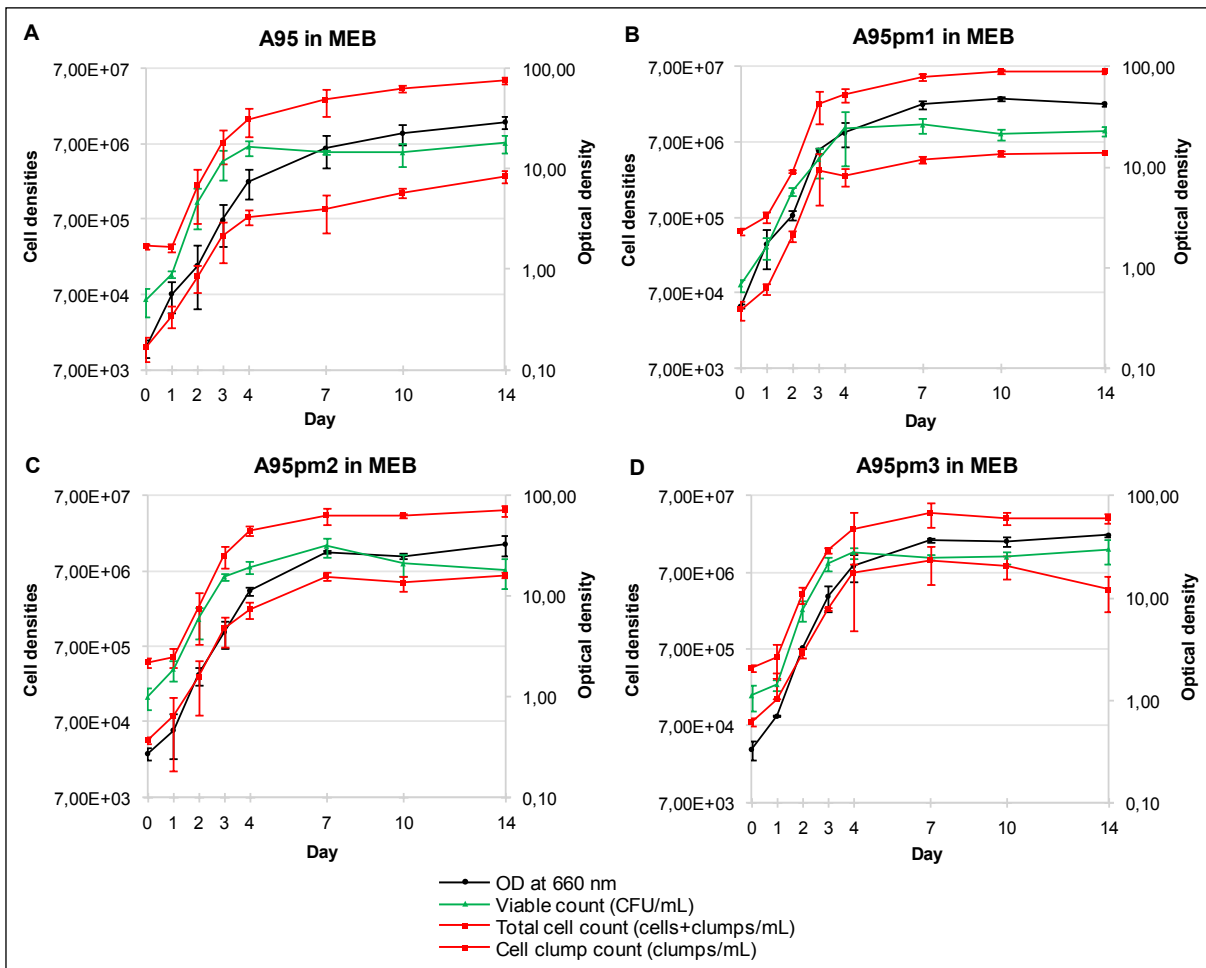 A
A95 in MEB
7,00E+07
7,00E+06
7,00E+05
7,00E+04
7,00E+03
Cell densities
100,00
10,00
1,00
0,10
Optical density
0 1 2 3 4 7 10 14
Day
B
A95pm1 in MEB
7,00E+07
7,00E+06
7,00E+05
7,00E+04
7,00E+03
Cell densities
100,00
10,00
1,00
0,10
Optical density
0 1 2 3 4 7 10 14
Day
C
A95pm2 in MEB
7,00E+07
7,00E+06
7,00E+05
7,00E+04
7,00E+03
Cell densities
100,00
10,00
1,00
0,10
Optical density
0 1 2 3 4 7 10 14
Day
D
A95pm3 in MEB
7,00E+07
7,00E+06
7,00E+05
7,00E+04
7,00E+03
Cell densities
100,00
10,00
1,00
0,10
Optical density
0 1 2 3 4 7 10 14
Day
OD at 660 nm
Viable count (CFU/mL)
Total cell count (cells+clumps/mL)
Cell clump count (clumps/mL)